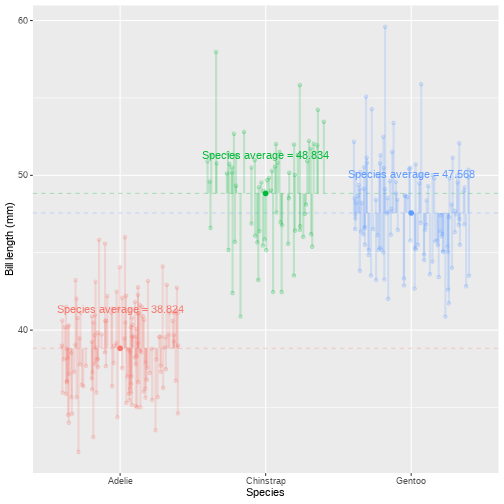 60
Species average = 48.834
Species average = 47.568
50
Species average = 38.824
40
Adelie
Chinstrap
Gentoo
Species
Bill length (mm)